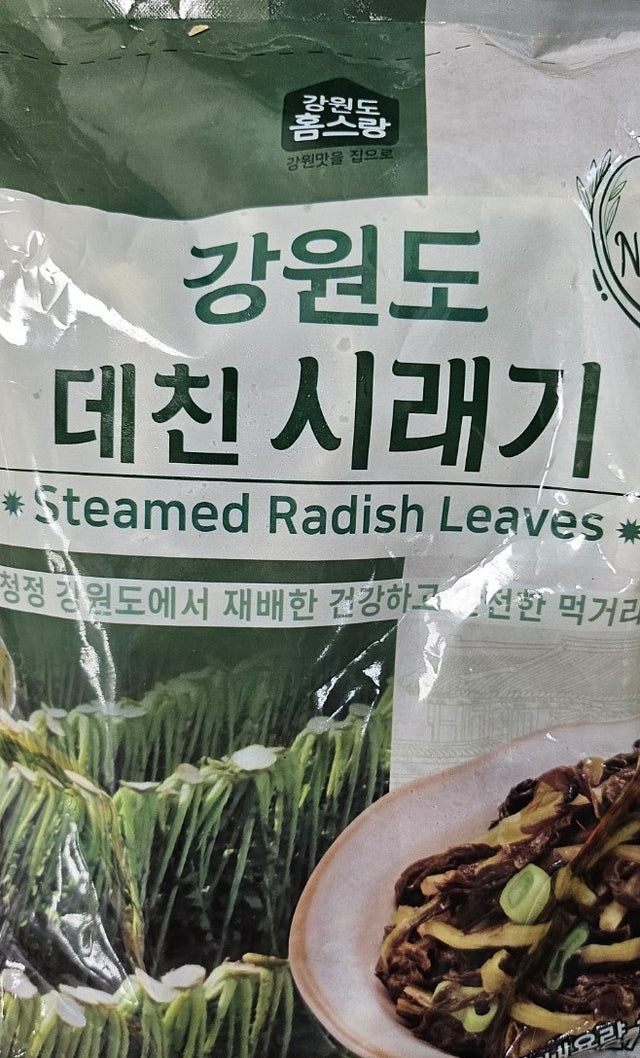 강원도
홈스랑
강원맛을 집으로
강원도
데친 시래기
Steamed Radish Leaves
청정 강원도에서 재배한 건강하고 안전한 먹거리